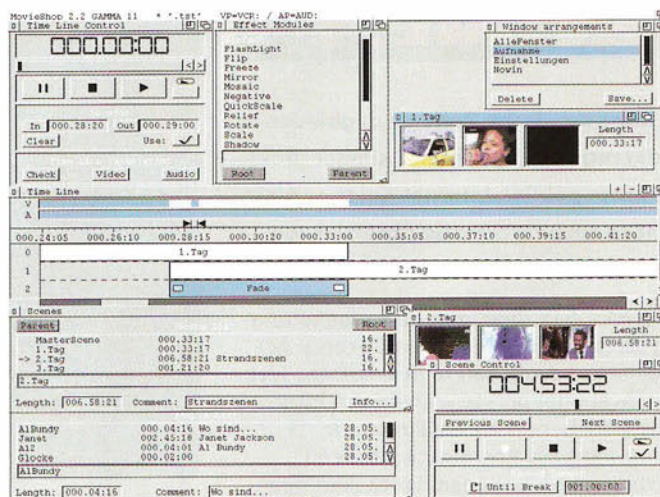 MovieShop 2.2 GAMMA 11 * *.tst* VP=VCR: / AP=AUD:
Time Line Control
000.00:00
In 000.28:20 Out 000.29:00
Clear Use:
Check Video Audio
Effect Modules
FlashLight
Flip
Freeze
Mirror
Mosaic
Negative
QuickScale
Relief
Rotate
Scale
Shadow
Root Parent
Window arrangements
AlleFenster
Aufnahme
Einstellungen
Nowin
Delete Save...
1.Tag
Length
000.33:17
Time Line
V
A
000.24:05 000.26:10 000.28:15 000.30:20 000.33:00 000.35:05 000.37:10 000.39:15 000.41:20
0 1.Tag
1 2.Tag
2 Fade
Scenes
Parent Root
MasterScene 000.33:17 16.
1.Tag 000.33:17 22.
-> 2.Tag 006.58:21 Strandszenen 16.
3.Tag 001.21:20 16.
2.Tag
Length: 006.58:21 Comment: Strandszenen Info...
AlBundy 000.04:16 Wo sind... 28.05.
Janet 002.45:18 Janet Jackson 28.05.
Al2 000.04:01 Al Bundy 28.05.
Glocke 000.02:00 28.05.
AlBundy
Length: 000.04:16 Comment: Wo sind...
2.Tag
Length
006.58:21
Scene Control
004.53:22
Previous Scene Next Scene
Until Break 001.00:00